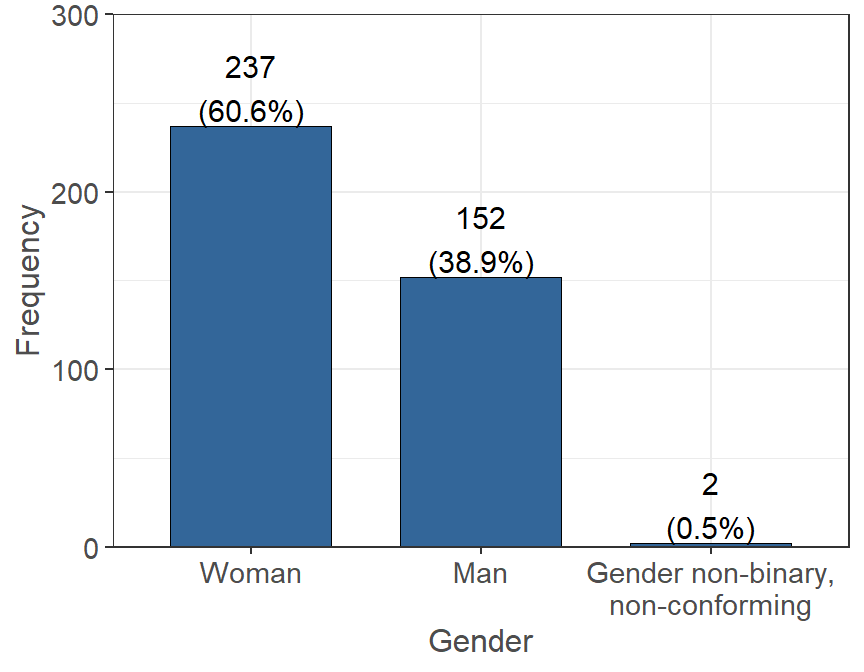 300
200
100
0
Frequency
237
(60.6%)
152
(38.9%)
2
(0.5%)
Woman
Man
Gender non-binary,
non-conforming
Gender